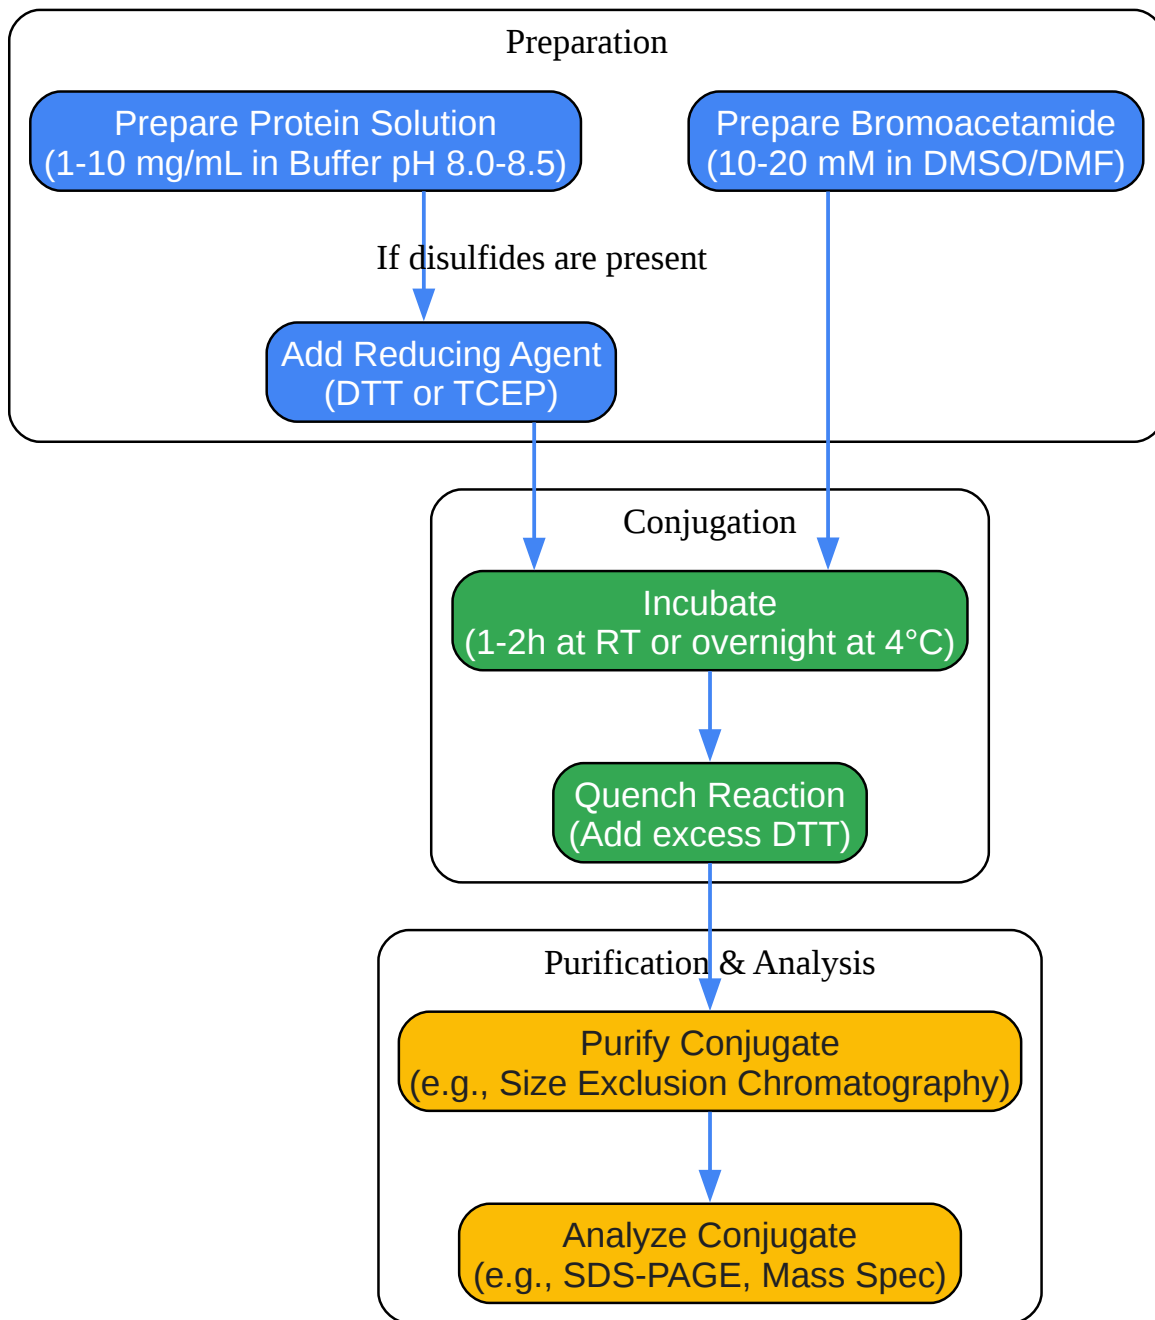 Preparation
Prepare Protein Solution
(1-10 mg/mL in Buffer pH 8.0-8.5)
Prepare Bromoacetamide
(10-20 mM in DMSO/DMF)
If disulfides are present
Add Reducing Agent
(DTT or TCEP)
Conjugation
Incubate
(1-2h at RT or overnight at 4°C)
Quench Reaction
(Add excess DTT)
Purification & Analysis
Purify Conjugate
(e.g., Size Exclusion Chromatography)
Analyze Conjugate
(e.g., SDS-PAGE, Mass Spec)